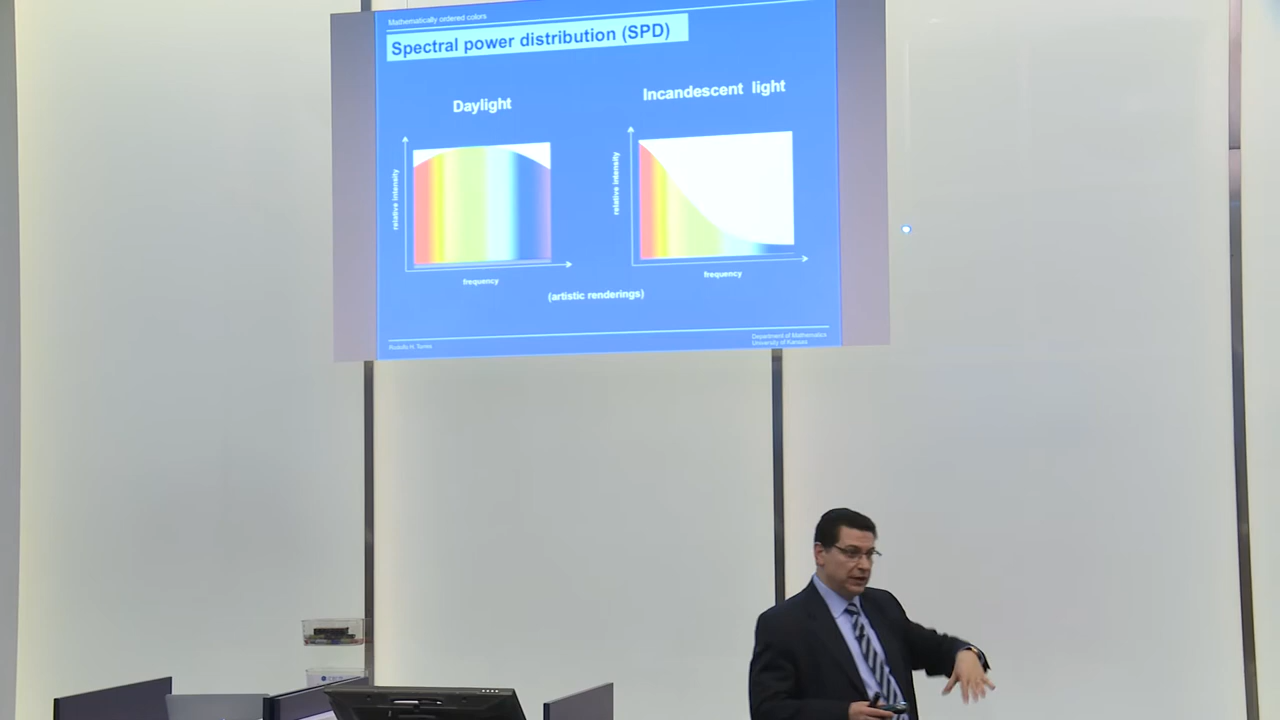 Mathematically ordered colors
Spectral power distribution (SPD)
Daylight
Incandescent light
relative intensity
relative intensity
frequency
frequency
(artistic renderings)
Rodolfo H. Torres
Department of Mathematics
University of Kansas